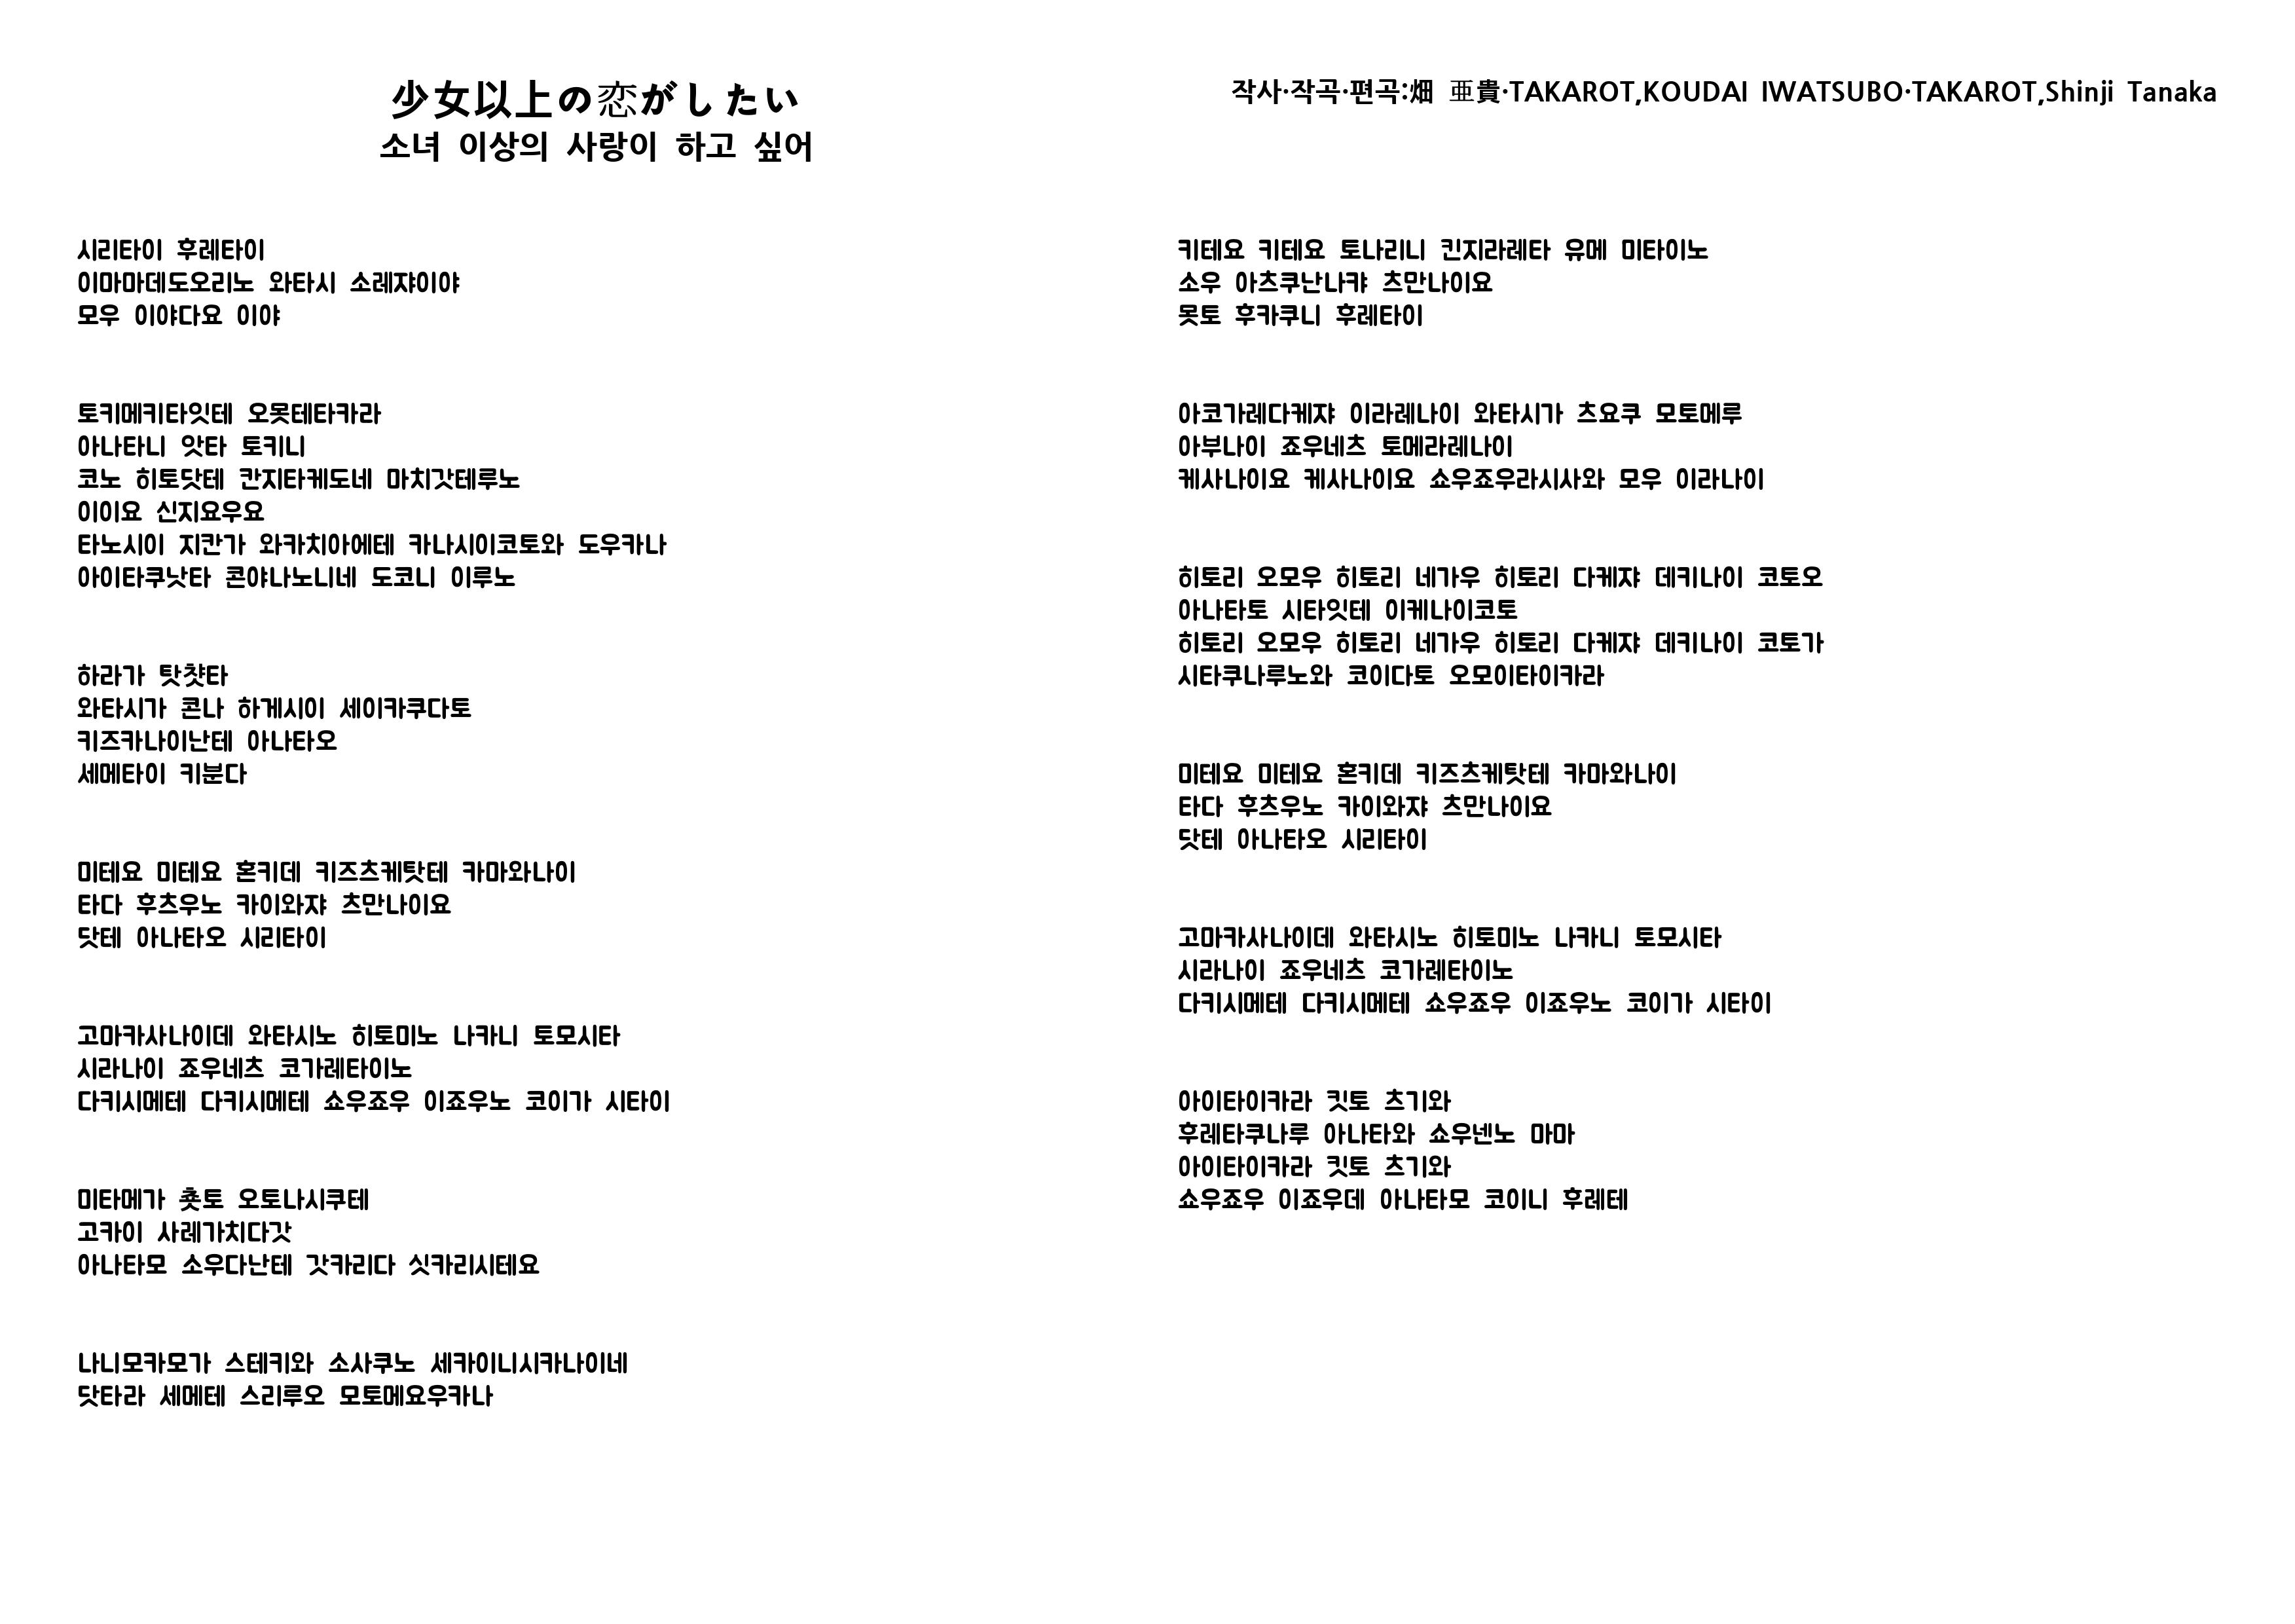 少女以上の恋がしたい
소녀 이상의 사랑이 하고 싶어
작사·작곡·편곡:畑 亜貴·TAKAROT,KOUDAI IWATSUBO·TAKAROT,Shinji Tanaka
시리타이 후레타이
이마마데도오리노 와타시 소레쟈이야
모우 이야다요 이야
토키메키타잇테 오못테타카라
아나타니 앗타 토키니
코노 히토닷테 칸지타케도네 마치갓테루노
이이요 신지요우요
타노시이 지칸가 와카치아에테 카나시이코토와 도우카나
아이타쿠낫타 콘야나노니네 도코니 이루노
하라가 탓챳타
와타시가 콘나 하게시이 세이카쿠다토
키즈카나이난테 아나타오
세메타이 키분다
미테요 미테요 혼키데 키즈츠케탓테 카마와나이
타다 후츠우노 카이와쟈 츠만나이요
닷테 아나타오 시리타이
고마카사나이데 와타시노 히토미노 나카니 토모시타
시라나이 죠우네츠 코가레타이노
다키시메테 다키시메테 쇼우죠우 이죠우노 코이가 시타이
미타메가 춋토 오토나시쿠테
고카이 사레가치다갓
아나타모 소우다난테 갓카리다 싯카리시테요
나니모카모가 스테키와 소사쿠노 세카이니시카나이네
닷타라 세메테 스리루오 모토메요우카나
키테요 키테요 토나리니 킨지라레타 유메 미타이노
소우 아츠쿠난나캬 츠만나이요
못토 후카쿠니 후레타이
아코가레다케쟈 이라레나이 와타시가 츠요쿠 모토메루
아부나이 죠우네츠 토메라레나이
케사나이요 케사나이요 쇼우죠우라시사와 모우 이라나이
히토리 오모우 히토리 네가우 히토리 다케쟈 데키나이 코토오
아나타토 시타잇테 이케나이코토
히토리 오모우 히토리 네가우 히토리 다케쟈 데키나이 코토가
시타쿠나루노와 코이다토 오모이타이카라
미테요 미테요 혼키데 키즈츠케탓테 카마와나이
타다 후츠우노 카이와쟈 츠만나이요
닷테 아나타오 시리타이
고마카사나이데 와타시노 히토미노 나카니 토모시타
시라나이 죠우네츠 코가레타이노
다키시메테 다키시메테 쇼우죠우 이죠우노 코이가 시타이
아이타이카라 킷토 츠기와
후레타쿠나루 아나타와 쇼우넨노 마마
아이타이카라 킷토 츠기와
쇼우죠우 이죠우데 아나타모 코이니 후레테